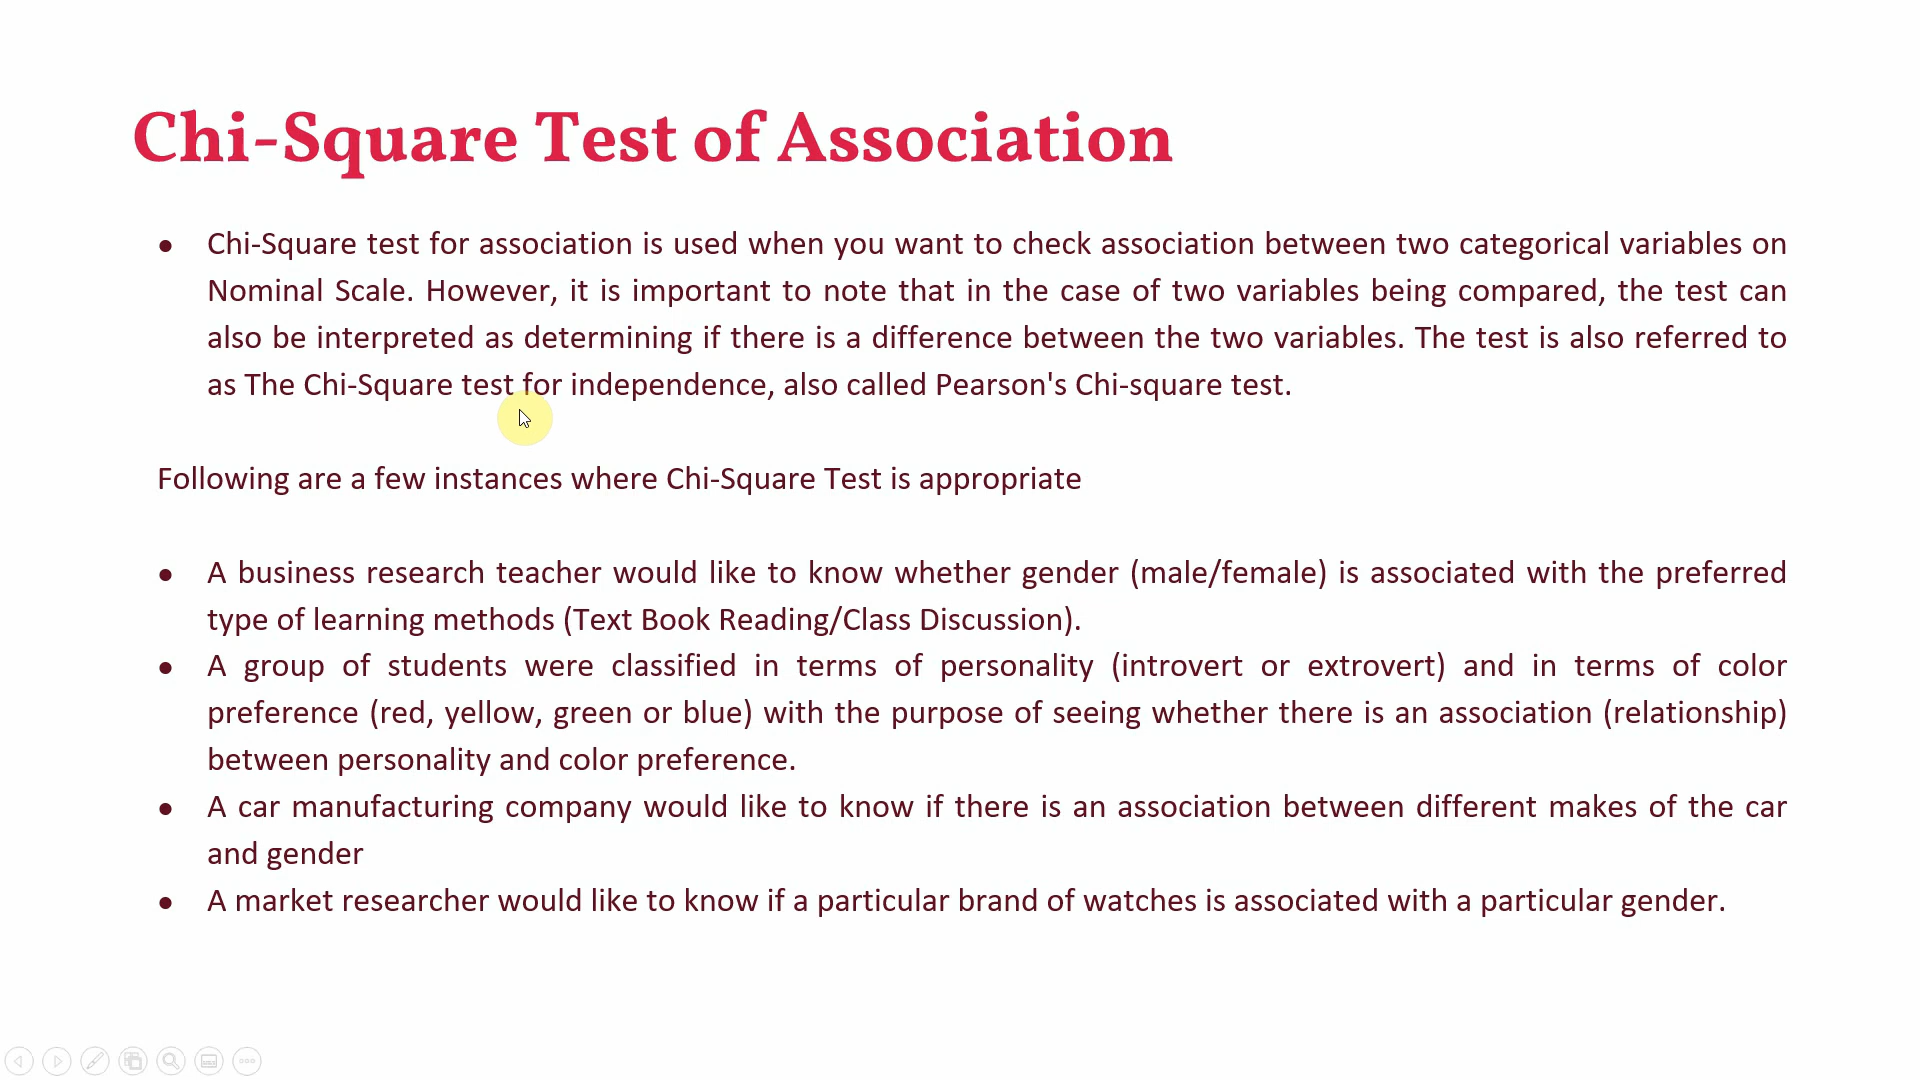 Chi-Square Test of Association
● Chi-Square test for association is used when you want to check association between two categorical variables on
Nominal Scale. However, it is important to note that in the case of two variables being compared, the test can
also be interpreted as determining if there is a difference between the two variables. The test is also referred to
as The Chi-Square test for independence, also called Pearson's Chi-square test.
Following are a few instances where Chi-Square Test is appropriate
● A business research teacher would like to know whether gender (male/female) is associated with the preferred
type of learning methods (Text Book Reading/Class Discussion).
● A group of students were classified in terms of personality (introvert or extrovert) and in terms of color
preference (red, yellow, green or blue) with the purpose of seeing whether there is an association (relationship)
between personality and color preference.
● A car manufacturing company would like to know if there is an association between different makes of the car
and gender
● A market researcher would like to know if a particular brand of watches is associated with a particular gender.